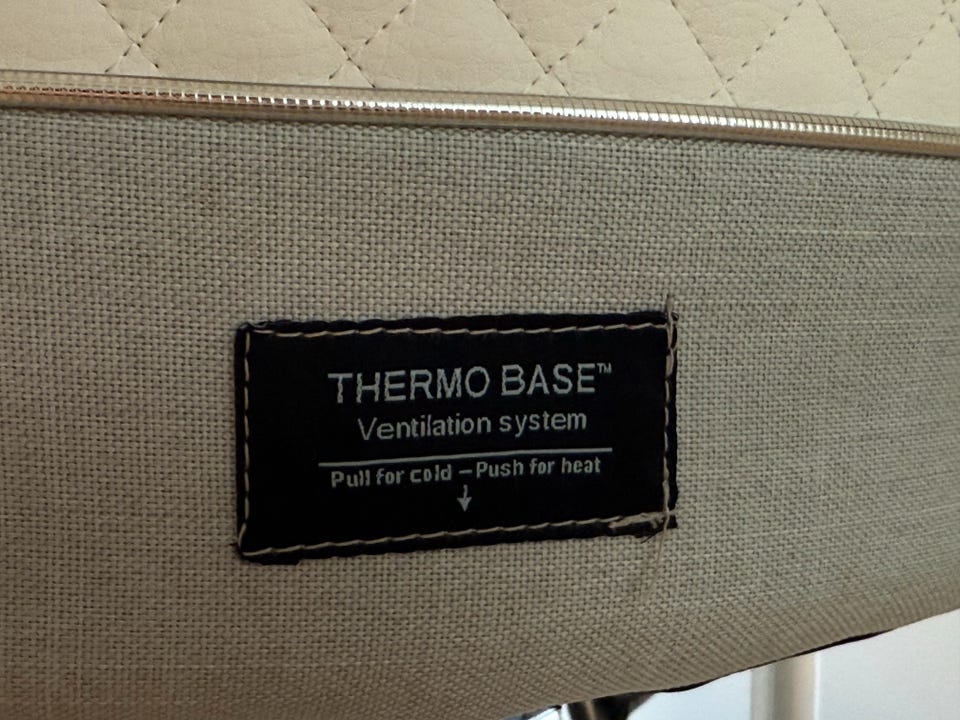 THERMO BASE™
Ventilation system
Pull for cold – Push for heat